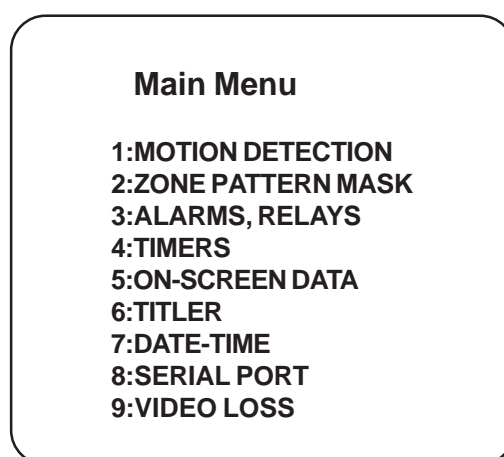 Main Menu
1:MOTION DETECTION
2:ZONE PATTERN MASK
3:ALARMS, RELAYS
4:TIMERS
5:ON-SCREEN DATA
6:TITLER
7:DATE-TIME
8:SERIAL PORT
9:VIDEO LOSS